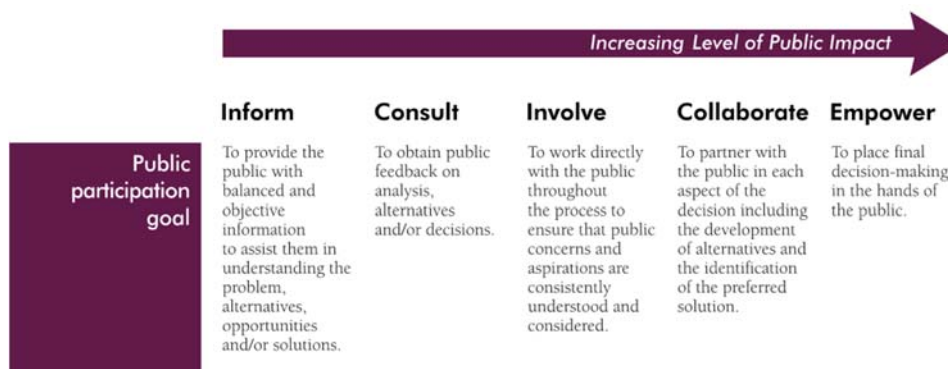 Increasing Level of Public Impact
Inform
Consult
Involve
Collaborate
Empower
Public
participation
goal
To provide the
public with
balanced and
objective
information
to assist them in
understanding the
problem,
alternatives,
opportunities
and/or solutions.
To obtain public
feedback on
analysis,
alternatives
and/or decisions.
To work directly
with the public
throughout
the process to
ensure that public
concerns and
aspirations are
consistently
understood and
considered.
To partner with
the public in each
aspect of the
decision including
the development
of alternatives and
the identification
of the preferred
solution.
To place final
decision-making
in the hands of
the public.